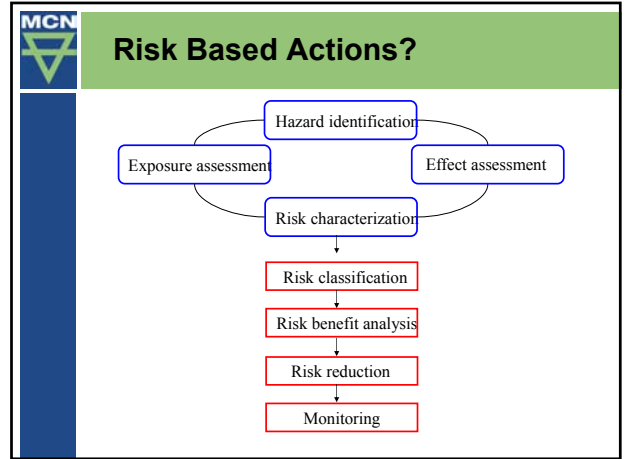 MCN
Risk Based Actions?
Hazard identification
Exposure assessment
Effect assessment
Risk characterization
Risk classification
Risk benefit analysis
Risk reduction
Monitoring